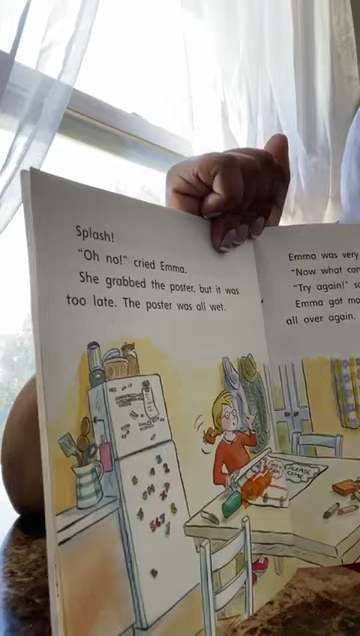 Splash!
"Oh no!" cried Emma.
She grabbed the poster, but it was
too late. The poster was all wet.
Emma was very
"Now what
"Try again!"
Emma got
all over again.
PLEASE